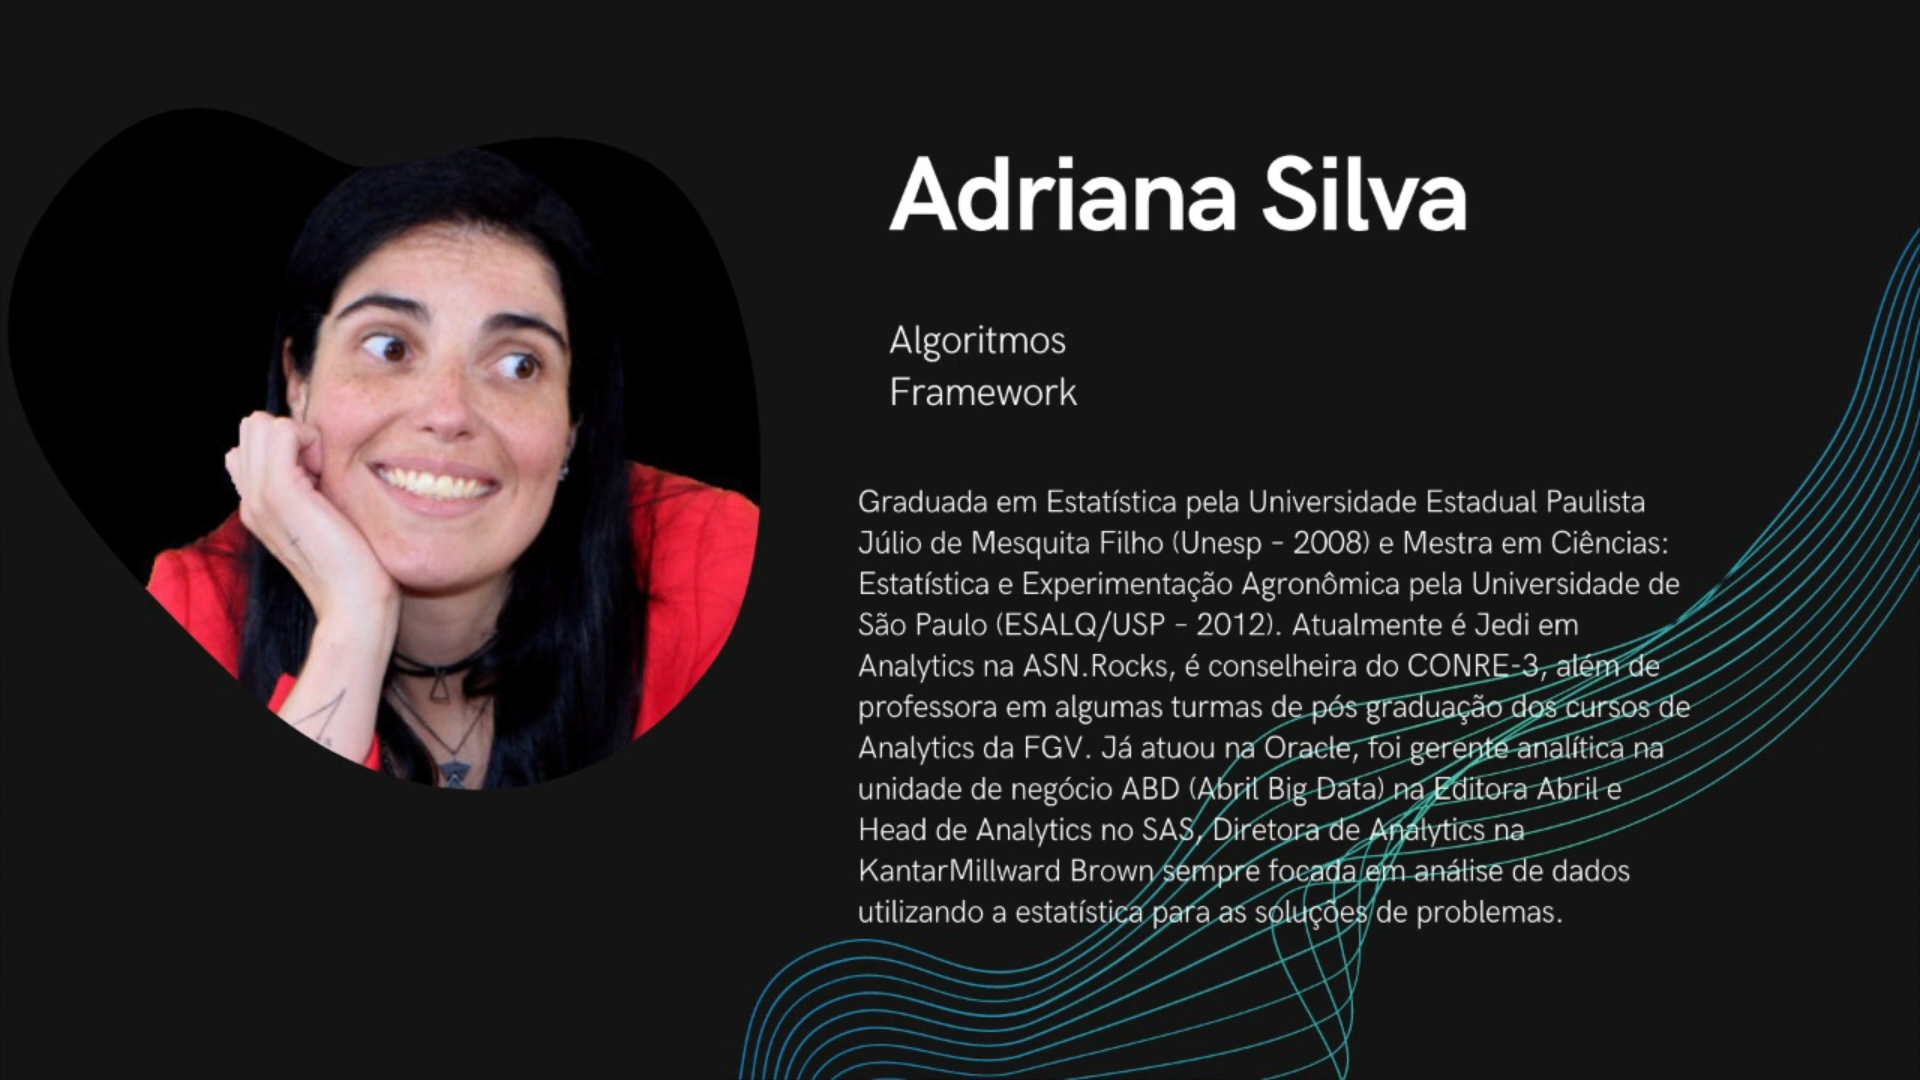 Adriana Silva
Algoritmos
Framework
Graduada em Estatística pela Universidade Estadual Paulista
Júlio de Mesquita Filho (Unesp – 2008) e Mestra em Ciências:
Estatística e Experimentação Agronômica pela Universidade de
São Paulo (ESALQ/USP – 2012). Atualmente é Jedi em
Analytics na ASN.Rocks, é conselheira do CONRE-3, além de
professora em algumas turmas de pós graduação dos cursos de
Analytics da FGV. Já atuou na Oracle, foi gerente analítica na
unidade de negócio ABD (Abril Big Data) na Editora Abril e
Head de Analytics no SAS, Diretora de Analytics na
KantarMillward Brown sempre focada em análise de dados
utilizando a estatística para as soluções de problemas.